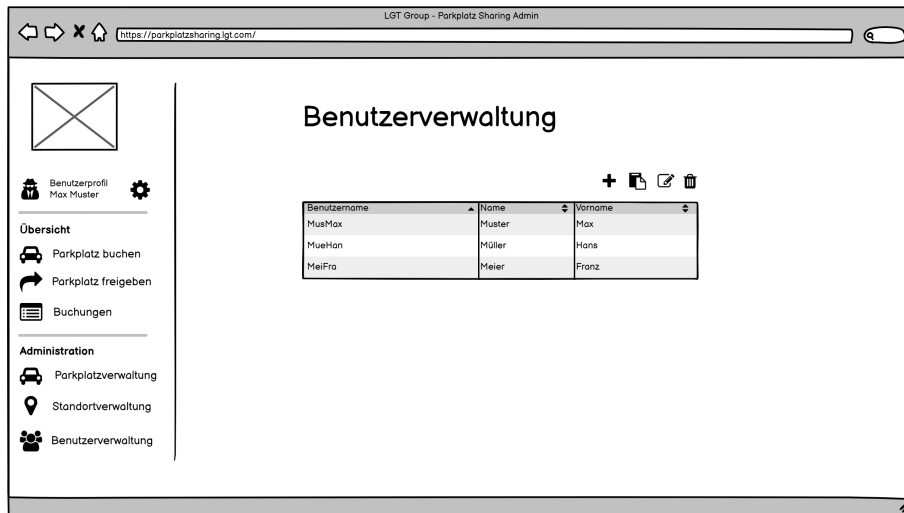 LGT Group - Parkplatz Sharing Admin
https://parkplatzsharing.lgt.com/
Benutzerprofil
Max Muster
Übersicht
Parkplatz buchen
Parkplatz freigeben
Buchungen
Administration
Parkplatzverwaltung
Standortverwaltung
Benutzerverwaltung
Benutzerverwaltung
Benutzername Name Vorname
MusMax Muster Max
MueHan Müller Hans
MeiFra Meier Franz